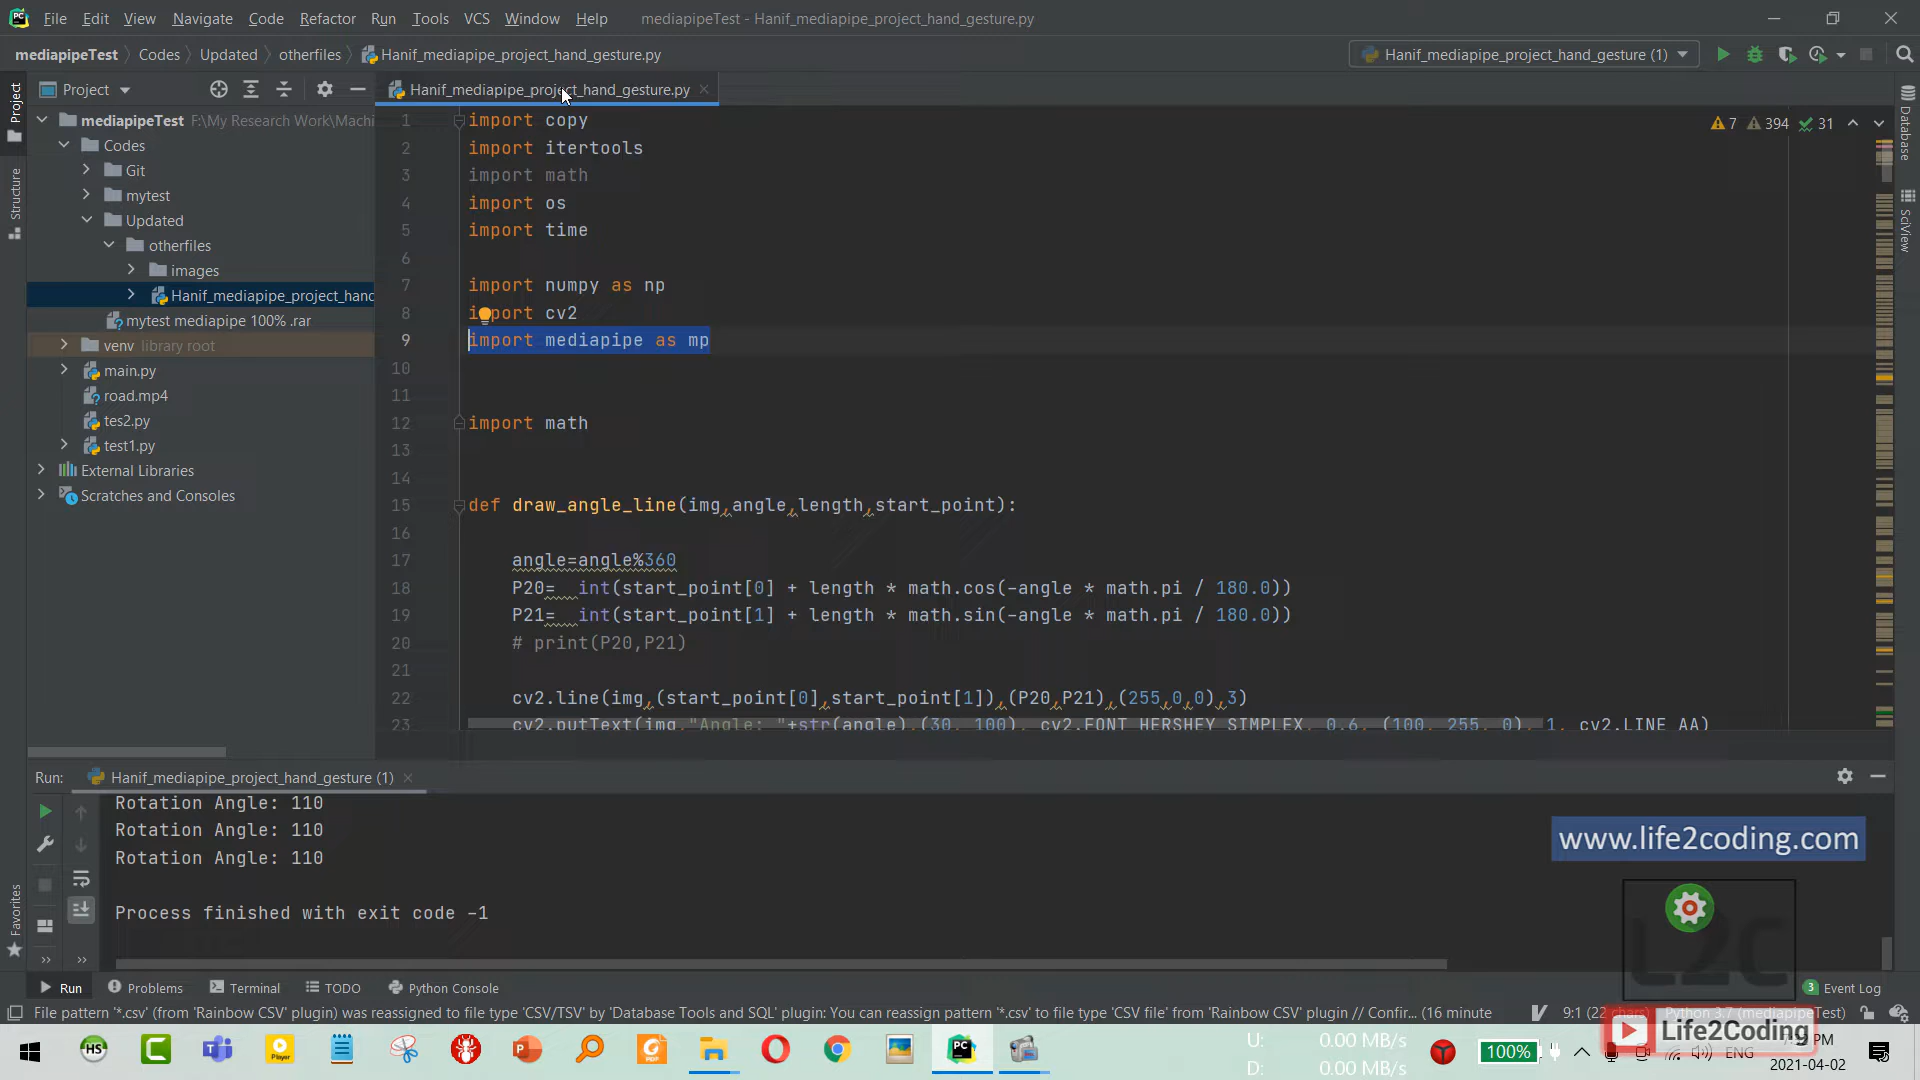 File Edit View Navigate Code Refactor Run Tools VCS Window Help mediapipeTest - Hanif_mediapipe_project_hand_gesture.py
mediapipeTest Codes Updated otherfiles Hanif_mediapipe_project_hand_gesture.py Hanif_mediapipe_project_hand_gesture (1)
Project
Hanif_mediapipe_project_hand_gesture.py
mediapipeTest F:\My Research Work\Machi
Codes
Git
mytest
Updated
otherfiles
images
Hanif_mediapipe_project_hand
mytest mediapipe 100% .rar
venv library root
main.py
road.mp4
tes2.py
test1.py
External Libraries
Scratches and Consoles
Project
Structure
Favorites
Database
SciView
7 394 31
1 import copy
2 import itertools
3 import math
4 import os
5 import time
6
7 import numpy as np
8 import cv2
9 import mediapipe as mp
10
11
12 import math
13
14
15 def draw_angle_line(img,angle,length,start_point):
16
17 angle=angle%360
18 P20= int(start_point[0] + length * math.cos(-angle * math.pi / 180.0))
19 P21= int(start_point[1] + length * math.sin(-angle * math.pi / 180.0))
20 # print(P20,P21)
21
22 cv2.line(img,(start_point[0],start_point[1]),(P20,P21),(255,0,0),3)
23 cv2.putText(img,"Angle: "+str(angle),(30, 100), cv2.FONT_HERSHEY_SIMPLEX, 0.6, (100, 255, 0), 1, cv2.LINE_AA)
Run: Hanif_mediapipe_project_hand_gesture (1)
Rotation Angle: 110
Rotation Angle: 110
Rotation Angle: 110
Process finished with exit code -1
www.life2coding.com
L2C
Run Problems Terminal TODO Python Console 3 Event Log
File pattern '*.csv' (from 'Rainbow CSV' plugin) was reassigned to file type 'CSV/TSV' by 'Database Tools and SQL' plugin: You can reassign pattern '*.csv' to file type 'CSV file' from 'Rainbow CSV' plugin // Confir... (16 minute 9:1 (22 chars) Python 3.7 (mediapipeTest)
Life2Coding
HS
Player
U: 0.00 MB/s
D: 0.00 MB/s
100%
ENG
PM
2021-04-02